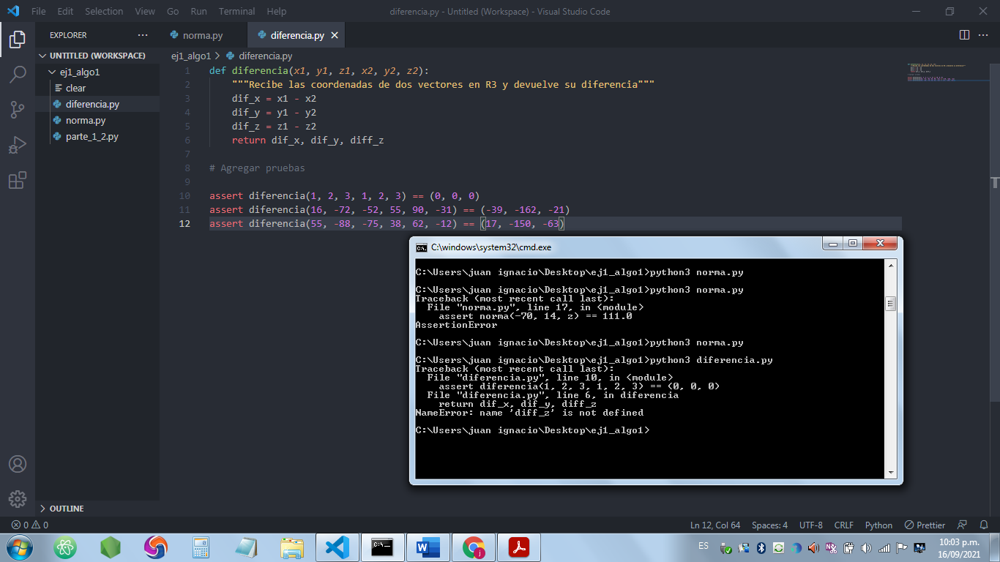 File Edit Selection View Go Run Terminal Help diferencia.py - Untitled (Workspace) - Visual Studio Code
EXPLORER ··· norma.py diferencia.py
UNTITLED (WORKSPACE)
ej1_algo1
clear
diferencia.py
norma.py
parte_1_2.py
OUTLINE
ej1_algo1 > diferencia.py
1 def diferencia(x1, y1, z1, x2, y2, z2):
2 """Recibe las coordenadas de dos vectores en R3 y devuelve su diferencia"""
3 dif_x = x1 - x2
4 dif_y = y1 - y2
5 dif_z = z1 - z2
6 return dif_x, dif_y, diff_z
7
8 # Agregar pruebas
9
10 assert diferencia(1, 2, 3, 1, 2, 3) == (0, 0, 0)
11 assert diferencia(16, -72, -52, 55, 90, -31) == (-39, -162, -21)
12 assert diferencia(55, -88, -75, 38, 62, -12) == (17, -150, -63)
C:\windows\system32\cmd.exe
C:\Users\juan ignacio\Desktop\ej1_algo1>python3 norma.py
C:\Users\juan ignacio\Desktop\ej1_algo1>python3 norma.py
Traceback (most recent call last):
File "norma.py", line 17, in <module>
assert norma(-70, 14, z) == 111.0
AssertionError
C:\Users\juan ignacio\Desktop\ej1_algo1>python3 norma.py
C:\Users\juan ignacio\Desktop\ej1_algo1>python3 diferencia.py
Traceback (most recent call last):
File "diferencia.py", line 10, in <module>
assert diferencia(1, 2, 3, 1, 2, 3) == (0, 0, 0)
File "diferencia.py", line 6, in diferencia
return dif_x, dif_y, diff_z
NameError: name 'diff_z' is not defined
C:\Users\juan ignacio\Desktop\ej1_algo1>
0 0 Ln 12, Col 64 Spaces: 4 UTF-8 CRLF Python Prettier
ES 10:03 p.m.
16/09/2021